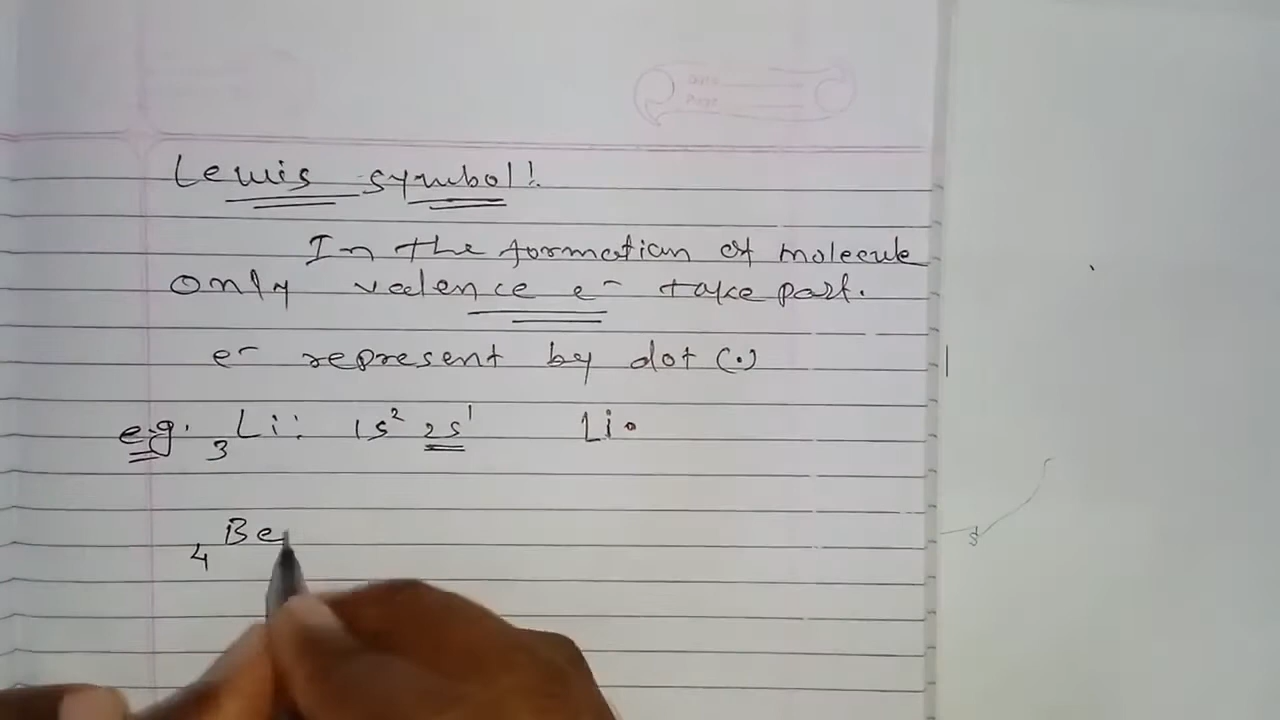 Lewis symbol:
In the formation of molecule
only valence e⁻ take part.
e⁻ represent by dot (•)
eg. ₃Li: 1s² 2s¹ Li•
₄Be